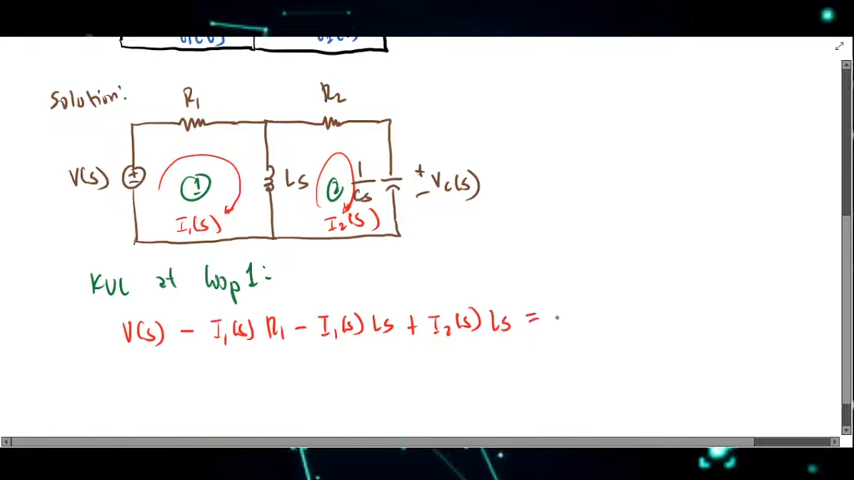 Solution:
R₁
R₂
V(s)
1
I₁(s)
Ls
2
1/Cs
I₂(s)
+
−
Vc(s)
KVL at loop 1:
V(s) − I₁(s) R₁ − I₁(s) Ls + I₂(s) Ls =